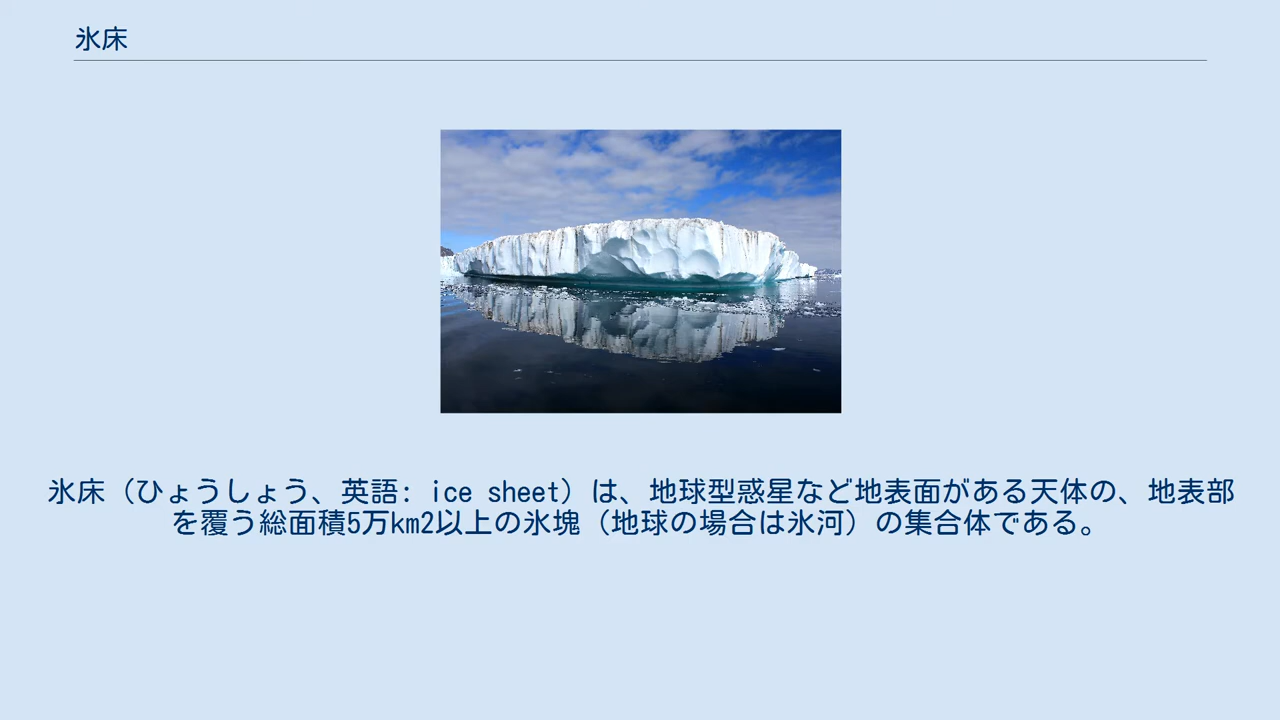 氷床
氷床（ひょうしょう、英語: ice sheet）は、地球型惑星など地表面がある天体の、地表部
を覆う総面積5万km2以上の氷塊（地球の場合は氷河）の集合体である。